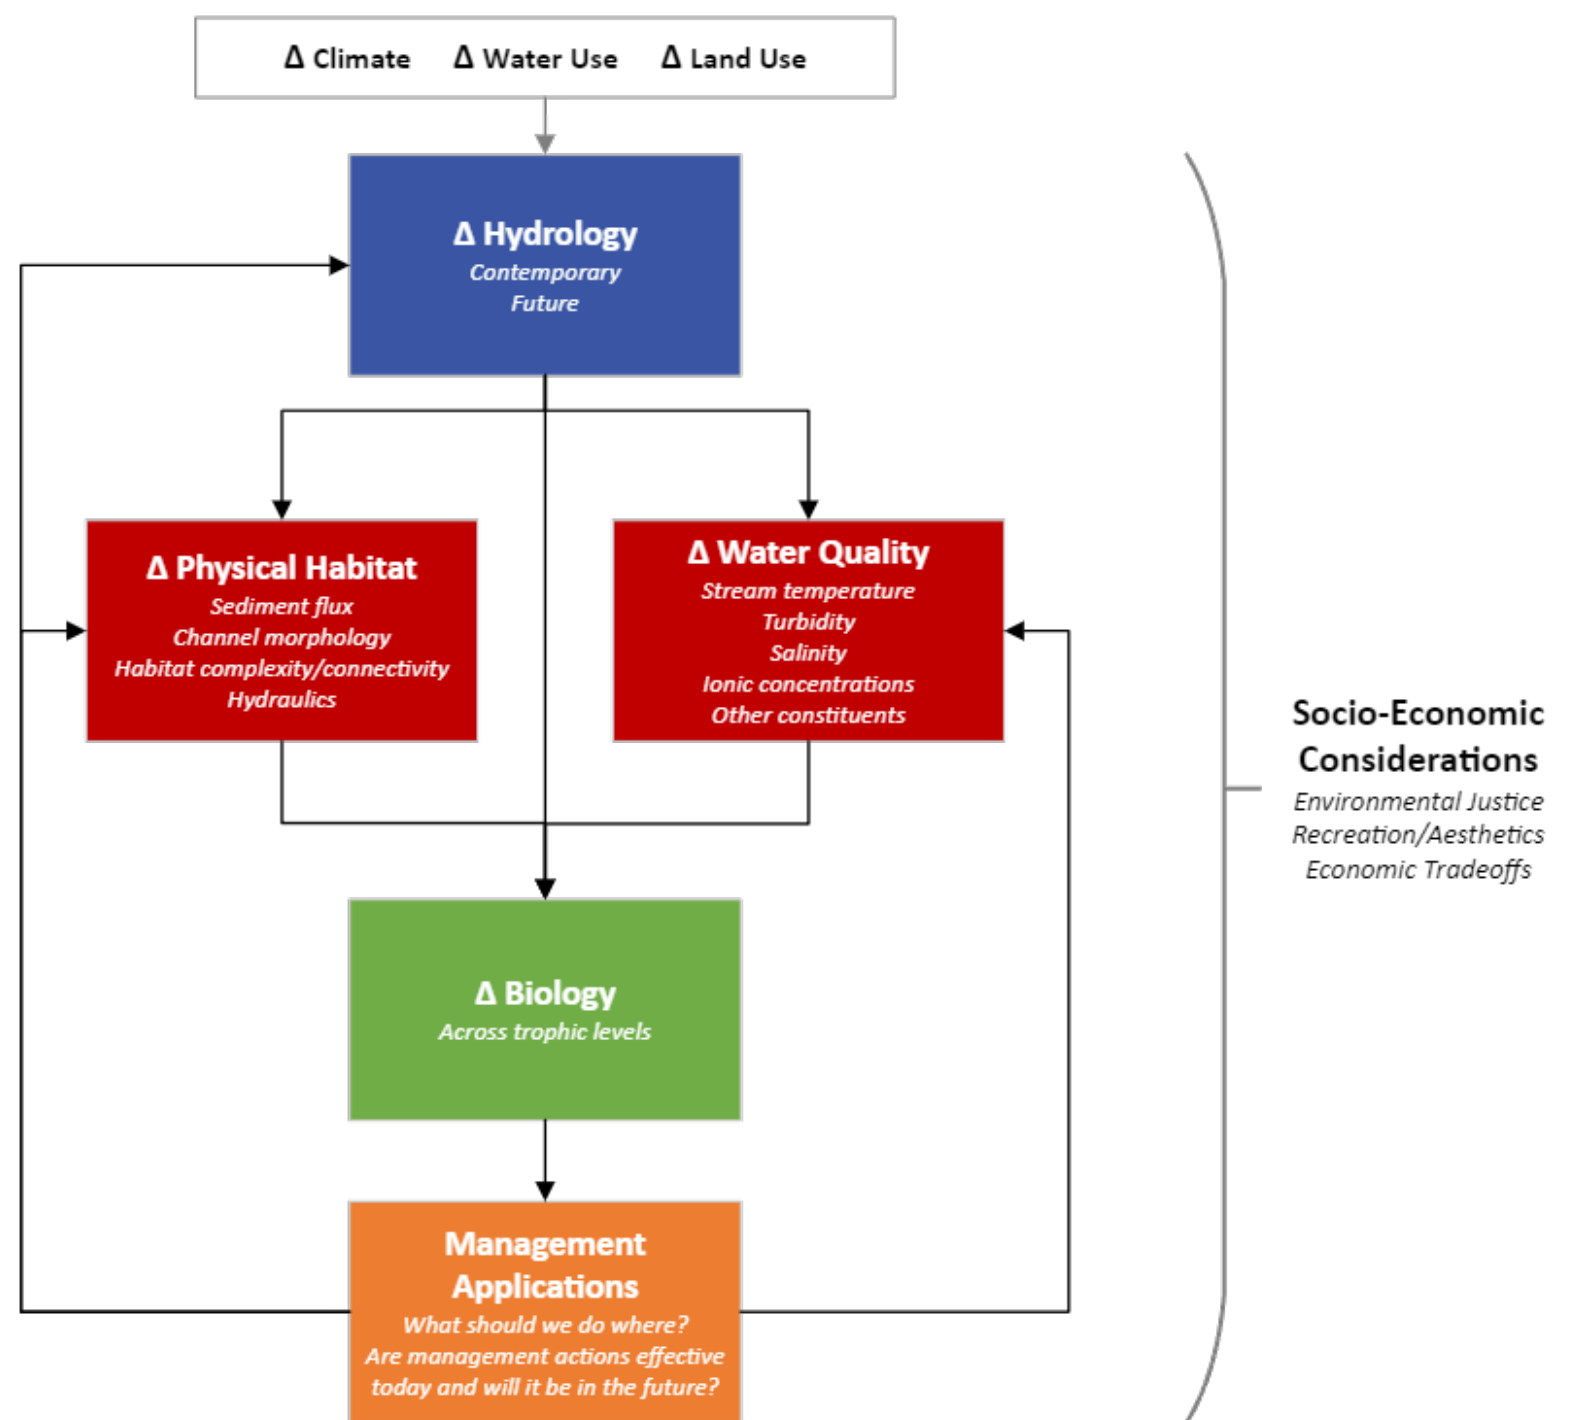 Δ Climate Δ Water Use Δ Land Use
Δ Hydrology
Contemporary
Future
Δ Physical Habitat
Sediment flux
Channel morphology
Habitat complexity/connectivity
Hydraulics
Δ Water Quality
Stream temperature
Turbidity
Salinity
Ionic concentrations
Other constituents
Socio-Economic
Considerations
Environmental Justice
Recreation/Aesthetics
Economic Tradeoffs
Δ Biology
Across trophic levels
Management
Applications
What should we do where?
Are management actions effective
today and will it be in the future?